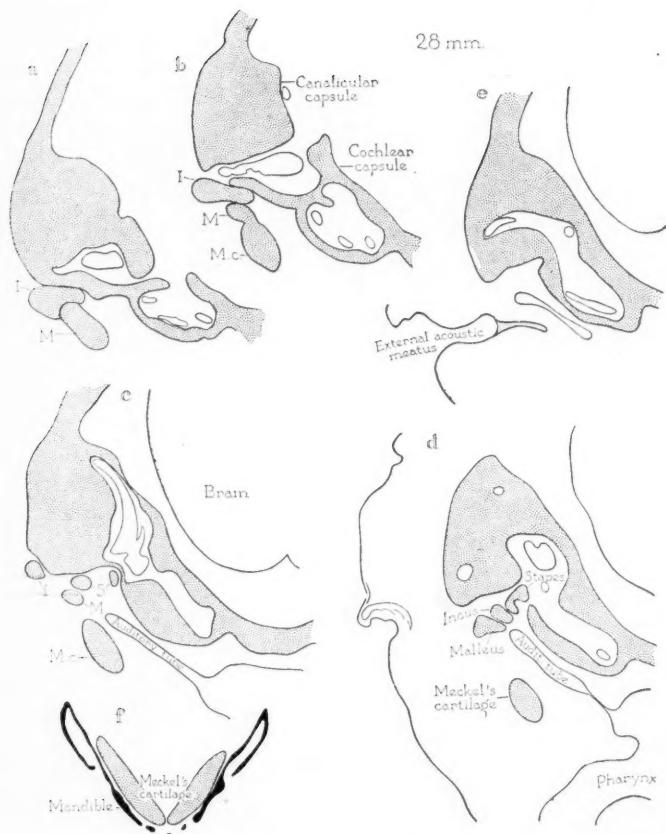 28 mm.
a
I
M
b
Canalicular
capsule
Cochlear
capsule
I
M
M.c
e
External acoustic
meatus
c
Brain
I
S
M
M.c
Auditory tube
d
Stapes
Incus
Malleus
Audit. tube
Meckel's
cartilage
Pharynx
f
Meckel's
cartilage
Mandible